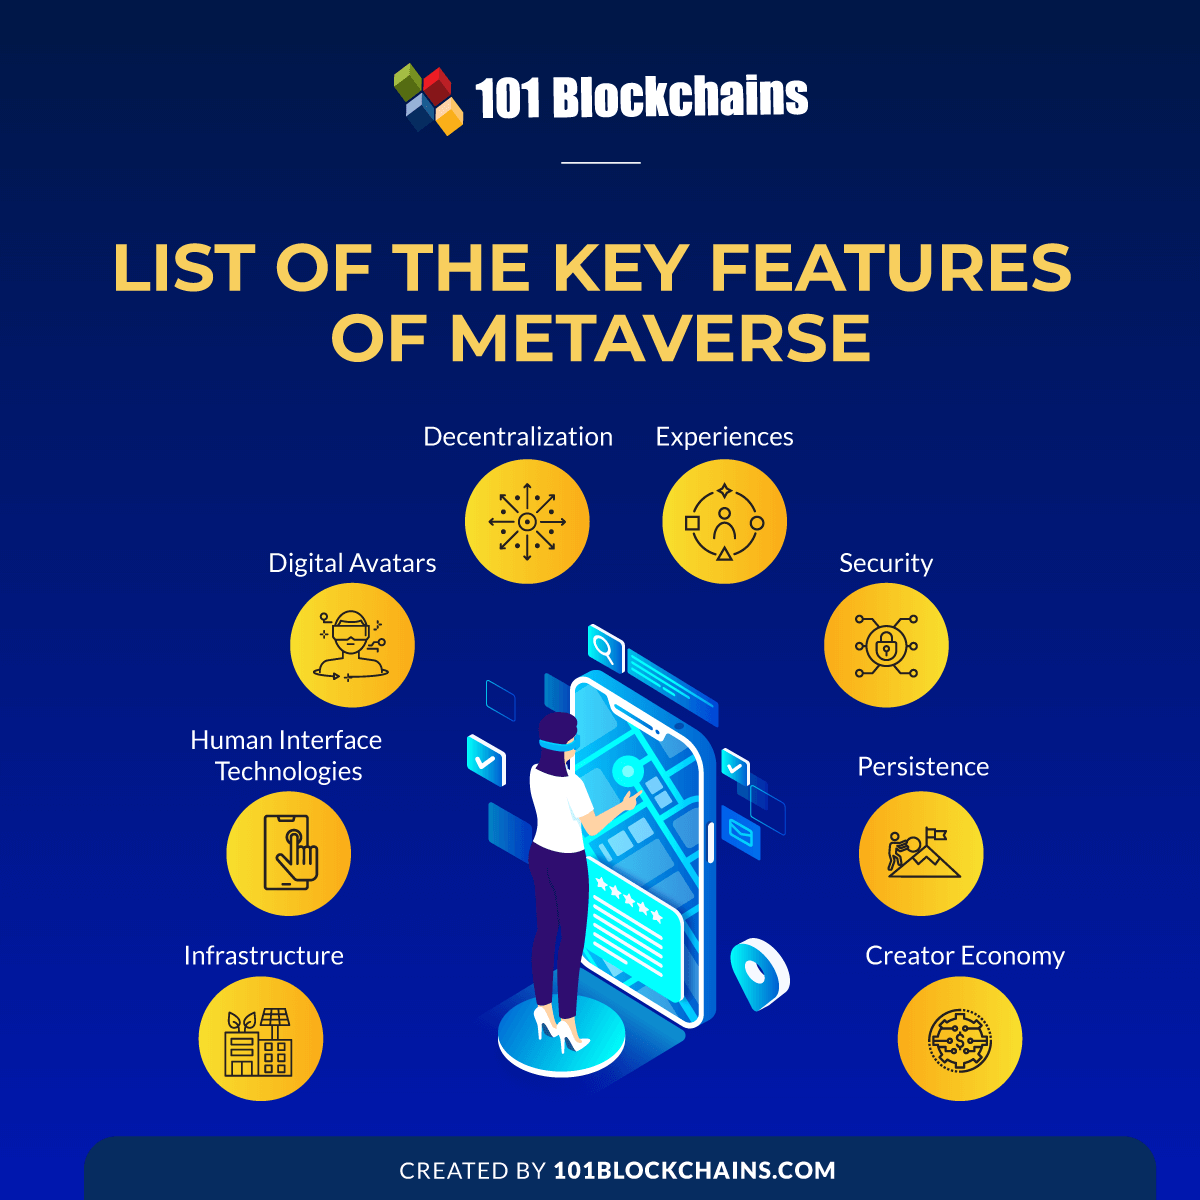 101 Blockchains
LIST OF THE KEY FEATURES
OF METAVERSE
Decentralization
Experiences
Digital Avatars
Security
Human Interface
Technologies
Persistence
Infrastructure
Creator Economy
$
CREATED BY 101BLOCKCHAINS.COM